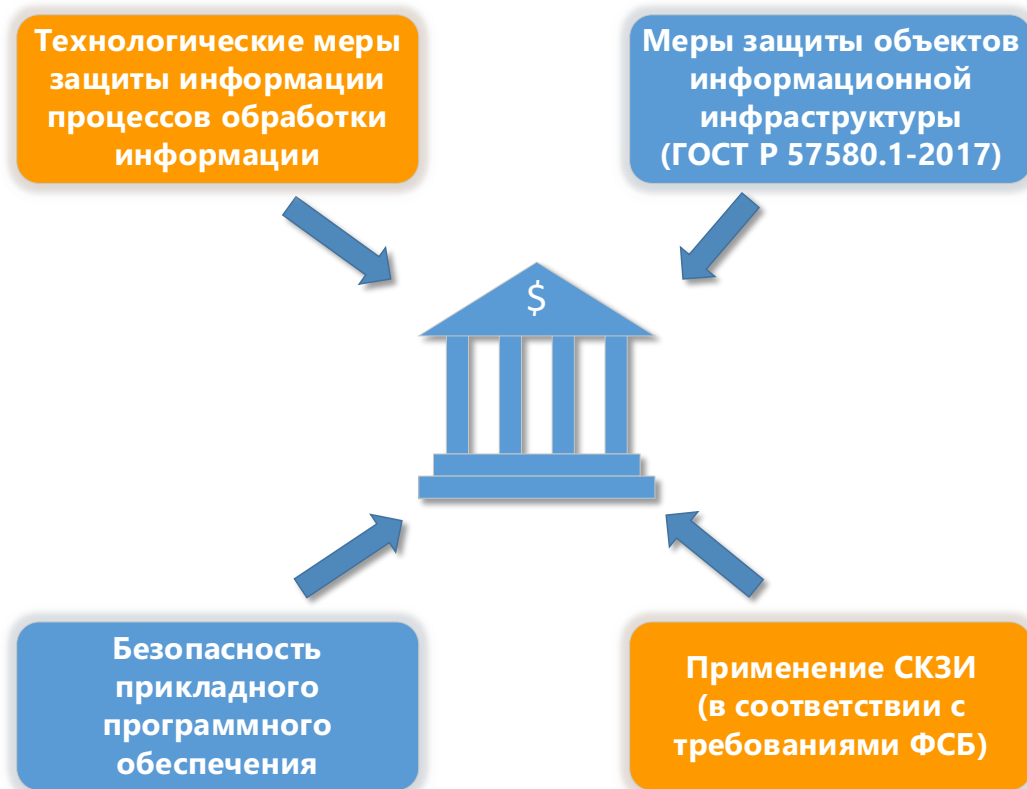 Технологические меры
защиты информации
процессов обработки
информации
Меры защиты объектов
информационной
инфраструктуры
(ГОСТ Р 57580.1-2017)
$
Безопасность
прикладного
программного
обеспечения
Применение СКЗИ
(в соответствии с
требованиями ФСБ)